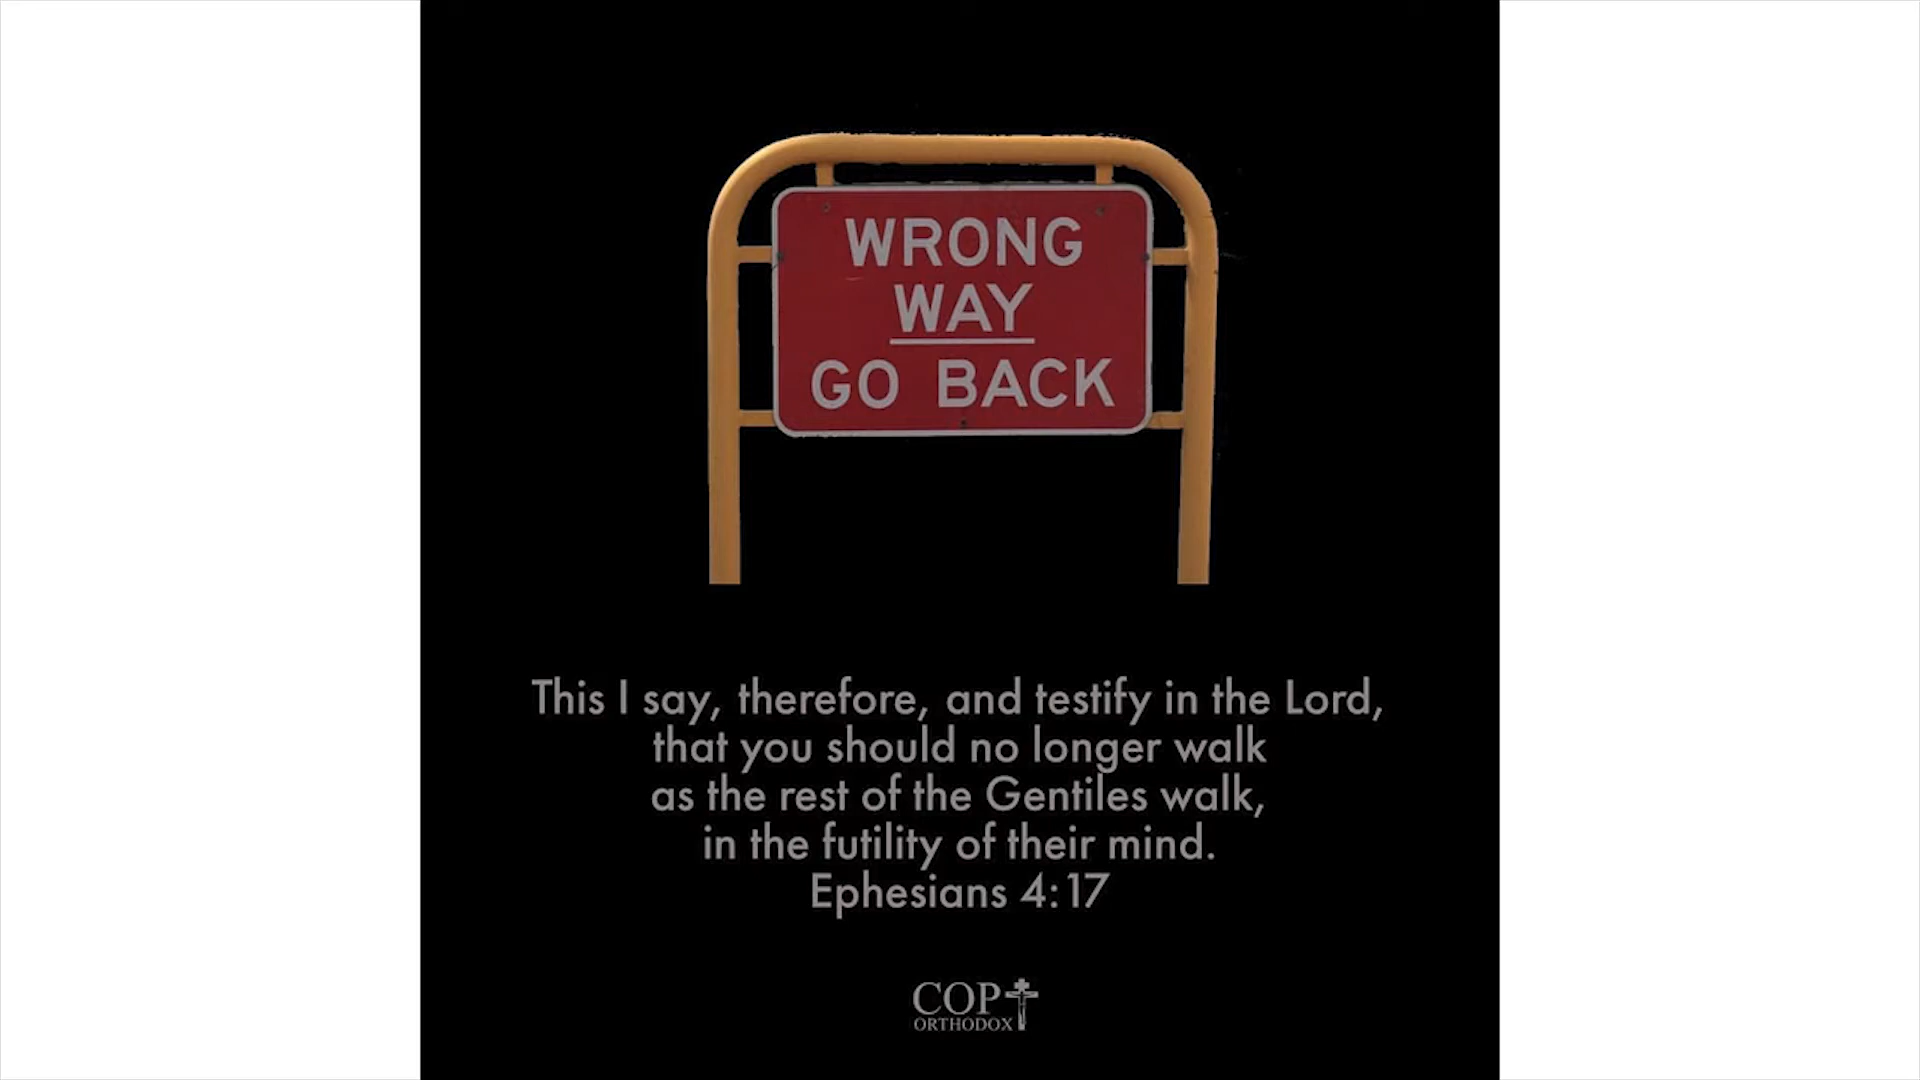 WRONG
WAY
GO BACK
This I say, therefore, and testify in the Lord,
that you should no longer walk
as the rest of the Gentiles walk,
in the futility of their mind.
Ephesians 4:17
COPT
ORTHODOX